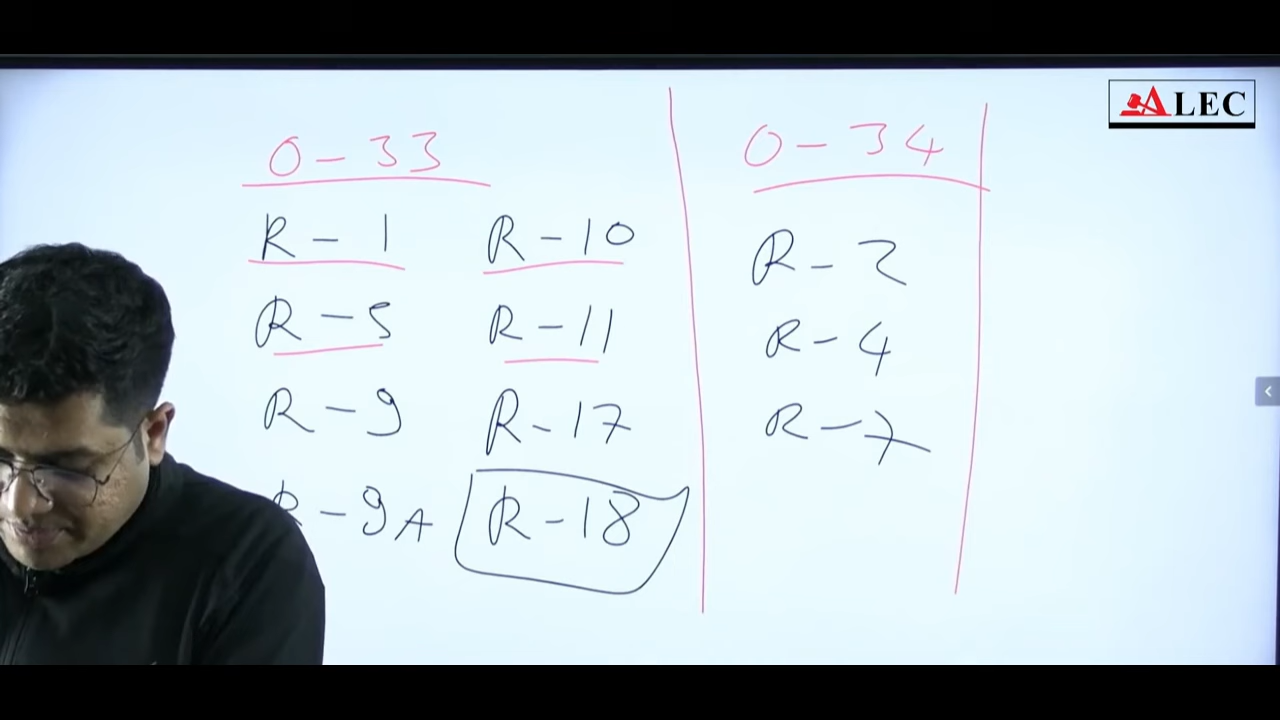 ALEC
O - 33
R - 1
R - 5
R - 9
R - 9A
R - 10
R - 11
R - 17
R - 18
O - 34
R - 2
R - 4
R - 7